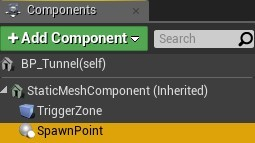 Components
+ Add Component
Search
BP_Tunnel(self)
StaticMeshComponent (Inherited)
TriggerZone
SpawnPoint